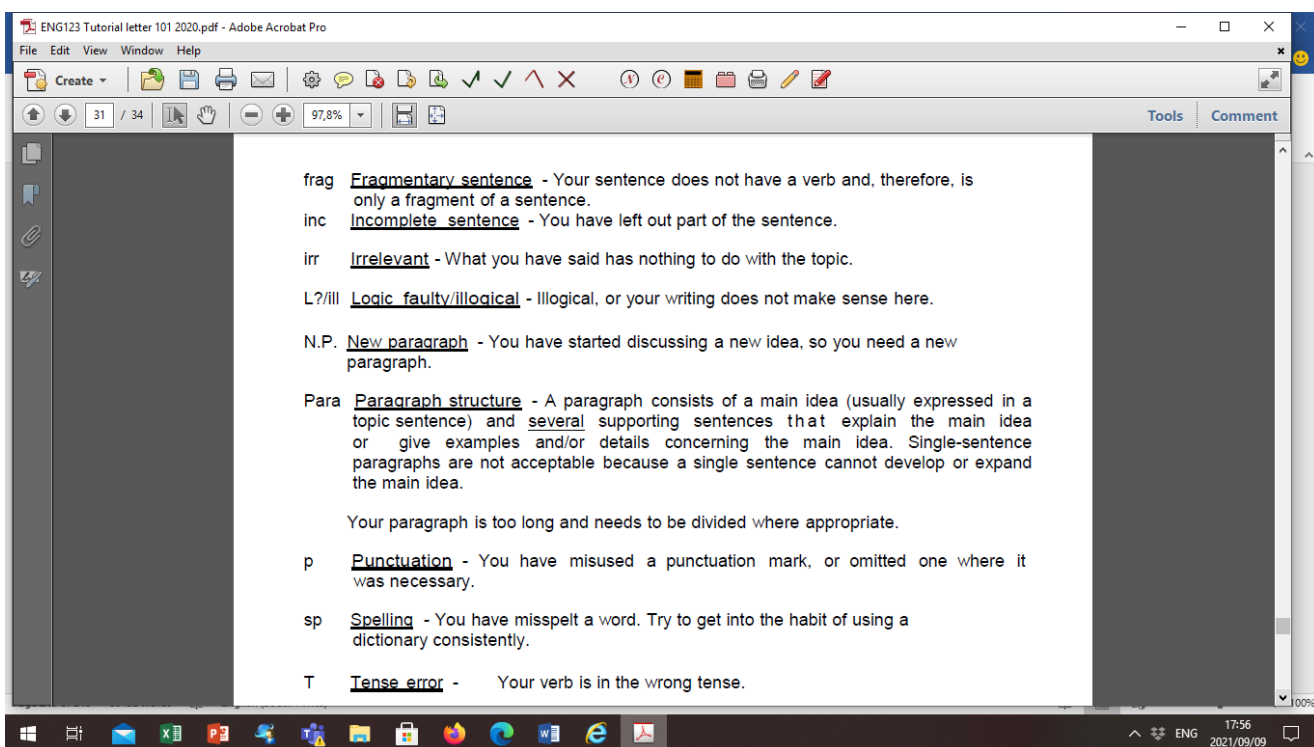 ENG123 Tutorial letter 101 2020.pdf - Adobe Acrobat Pro
File Edit View Window Help
Create
31 / 34 97,8% Tools Comment
frag Fragmentary sentence - Your sentence does not have a verb and, therefore, is
only a fragment of a sentence.
inc Incomplete sentence - You have left out part of the sentence.
irr Irrelevant - What you have said has nothing to do with the topic.
L?/ill Logic faulty/illogical - Illogical, or your writing does not make sense here.
N.P. New paragraph - You have started discussing a new idea, so you need a new
paragraph.
Para Paragraph structure - A paragraph consists of a main idea (usually expressed in a
topic sentence) and several supporting sentences that explain the main idea
or give examples and/or details concerning the main idea. Single-sentence
paragraphs are not acceptable because a single sentence cannot develop or expand
the main idea.
Your paragraph is too long and needs to be divided where appropriate.
p Punctuation - You have misused a punctuation mark, or omitted one where it
was necessary.
sp Spelling - You have misspelt a word. Try to get into the habit of using a
dictionary consistently.
T Tense error - Your verb is in the wrong tense.
100%
17:56
ENG
2021/09/09